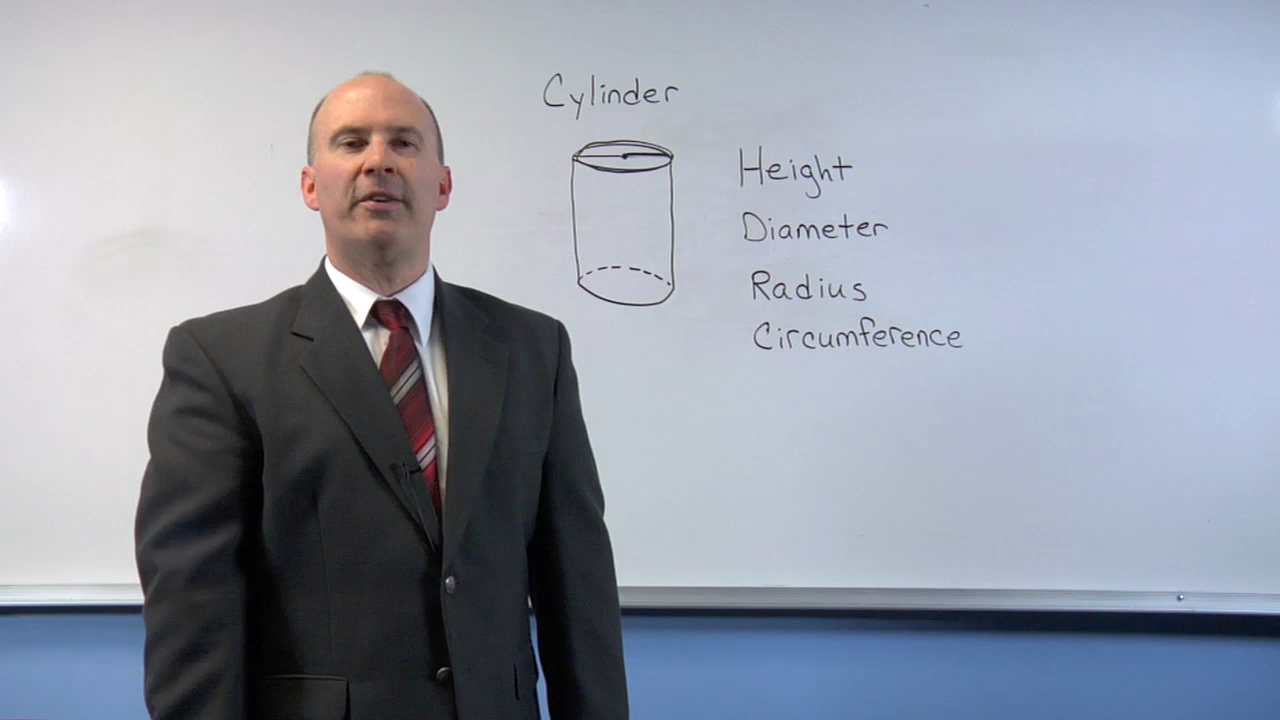 Cylinder
Height
Diameter
Radius
Circumference